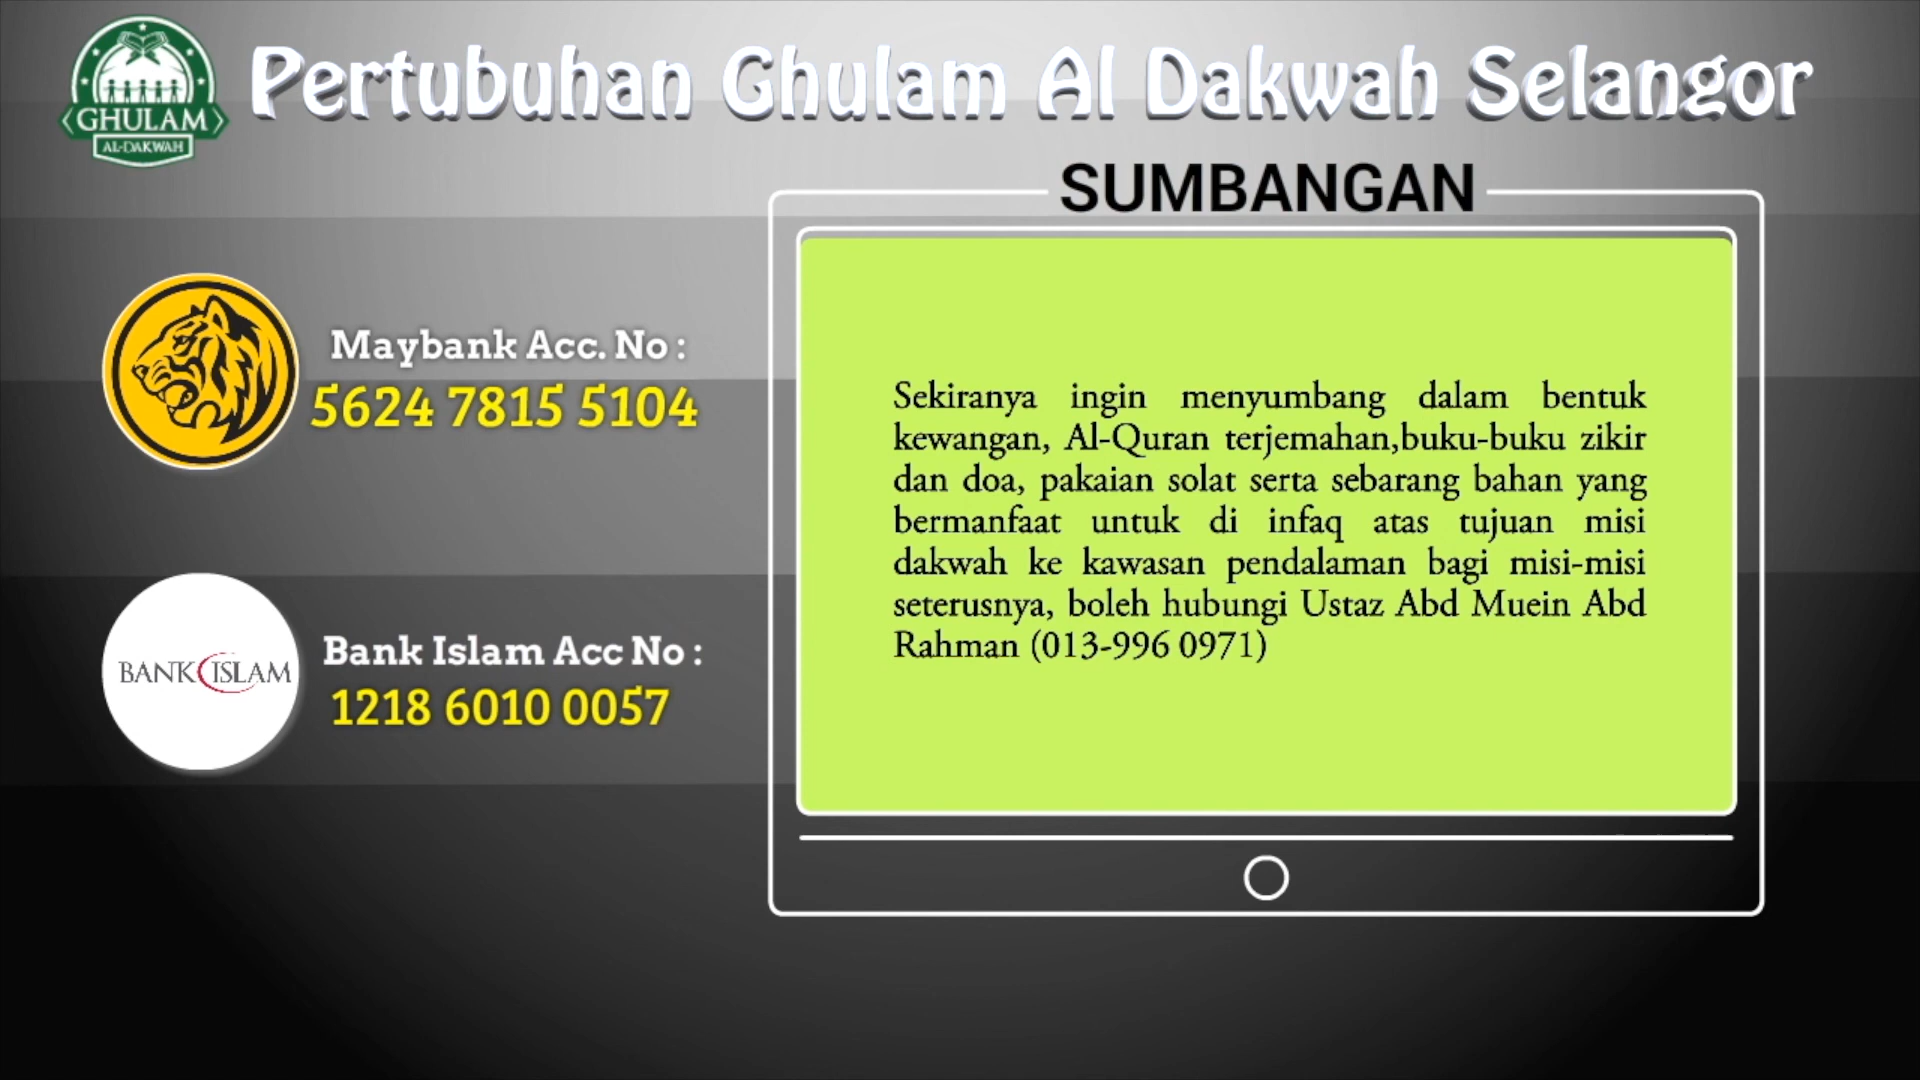 GHULAM
AL-DAKWAH
Pertubuhan Ghulam Al Dakwah Selangor
SUMBANGAN
Maybank Acc. No :
5624 7815 5104
BANK ISLAM
Bank Islam Acc No :
1218 6010 0057
Sekiranya ingin menyumbang dalam bentuk
kewangan, Al-Quran terjemahan,buku-buku zikir
dan doa, pakaian solat serta sebarang bahan yang
bermanfaat untuk di infaq atas tujuan misi
dakwah ke kawasan pendalaman bagi misi-misi
seterusnya, boleh hubungi Ustaz Abd Muein Abd
Rahman (013-996 0971)